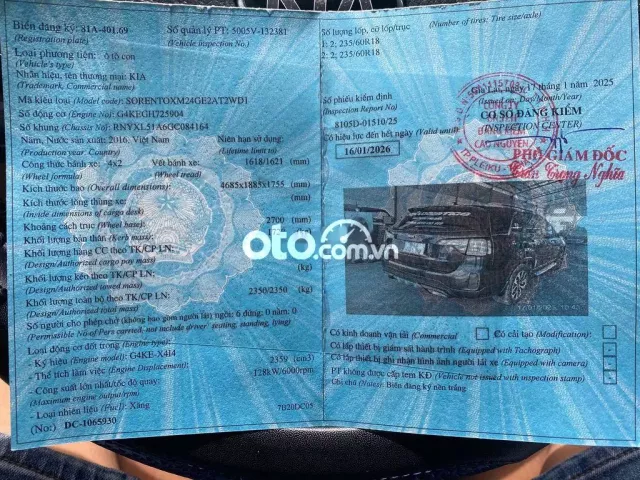 Biển đăng ký: 81A-401.69 Số quản lý PT: 5005V-132381
(Registration plate) (Vehicle inspection No.)
Loại phương tiện: ô tô con
(Vehicle's type)
Nhãn hiệu, tên thương mại: KIA
(Trademark, Commercial name)
Mã kiểu loại (Model code): SORENTOXM24GE2AT2WD1
Số động cơ (Engine No): G4KEGH725904
Số khung (Chassis No): RNYXL51A6GC084164
Năm, Nước sản xuất: 2016, Việt Nam Niên hạn sử dụng:
(Production year, Country) (Lifetime limit to)
Công thức bánh xe: 4x2 Vết bánh xe: 1618/1621 (mm)
(Wheel formula) (Wheel tread)
Kích thước bao (Overall dimensions): 4685x1885x1755 (mm)
Kích thước lòng thùng xe: (mm)
(Invide dimensions of cargo deck)
Khoảng cách trục (Wheel base): 2700 (mm)
Khối lượng bản thân (Kerb mass): (kg)
Khối lượng hàng CC theo TK/CP LN:
(Design/Authorized cargo pay mass)
Khối lượng kéo theo TK/CP LN: (kg)
(Design/Authorized towed mass)
Khối lượng toàn bộ theo TK/CP LN: 2350/2350 (kg)
(Design/Authorized total mass)
Số người cho phép chở (không bao gồm người lái) ngồi: 6 đứng: 0 nằm: 0
(Permissible No of Pers carried, not include driver: seating, standing, lying)
Loại động cơ đốt trong (Engine type):
- Ký hiệu (Engine model): G4KE-X4I4
- Thể tích làm việc (Engine Displacement): 2359 (cm3)
- Công suất lớn nhất/tốc độ quay: 128kW/6000rpm
(Maximum engine output/rpm)
- Loại nhiên liệu (Fuel): Xăng 7B20DC05
(No:) DC-1065930
Số lượng lốp, cỡ lốp/trục (Number of tires; Tire size/axle)
1: 2; 235/60R18
2: 2; 235/60R18
Số phiếu kiểm định
(Inspection Report No)
8105D-01510/25
Có hiệu lực đến hết ngày (Valid until)
16/01/2026
Gia Lai, ngày 17 tháng 1 năm 2025
(Issued on: Day/Month/Year)
CƠ SỞ ĐĂNG KIỂM
(INSPECTION CENTER)
CÔNG TY
CAO NGUYÊN
PHÓ GIÁM ĐỐC
Trần Trọng Nghĩa
oto.com.vn
Có kinh doanh vận tải (Commercial Có cải tạo (Modification):
Có lắp thiết bị giám sát hành trình (Equipped with Tachograph)
Có lắp thiết bị ghi nhận hình ảnh người lái xe (Equipped with camera)
PT không được cấp tem KĐ (Vehicle not issued with inspection stamp)
Ghi chú (Notes): Biển đăng ký nền trắng